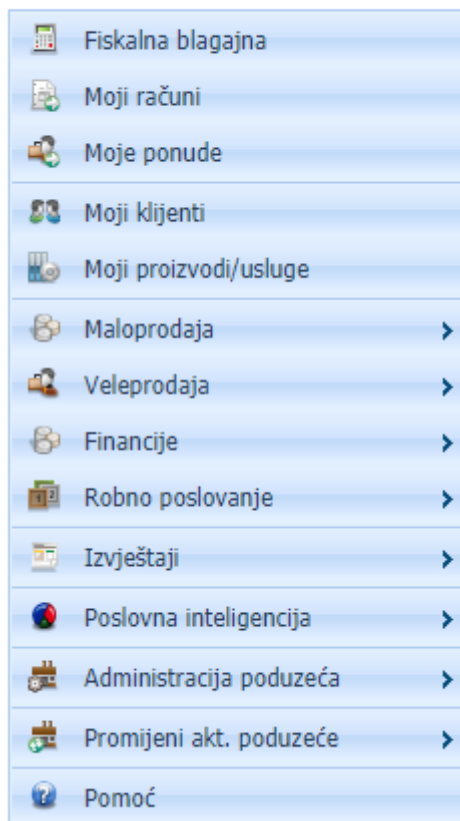 Fiskalna blagajna
Moji računi
Moje ponude
Moji klijenti
Moji proizvodi/usluge
Maloprodaja
Veleprodaja
Financije
Robno poslovanje
Izvještaji
Poslovna inteligencija
Administracija poduzeća
Promijeni akt. poduzeće
Pomoć